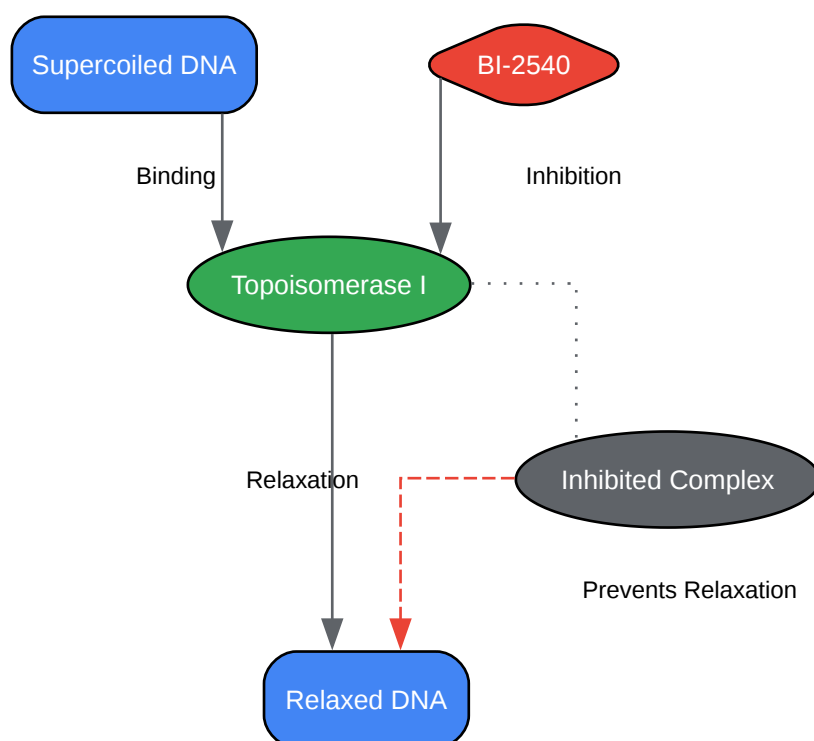 Supercoiled DNA
BI-2540
Binding
Inhibition
Topoisomerase I
Relaxation
Inhibited Complex
Prevents Relaxation
Relaxed DNA